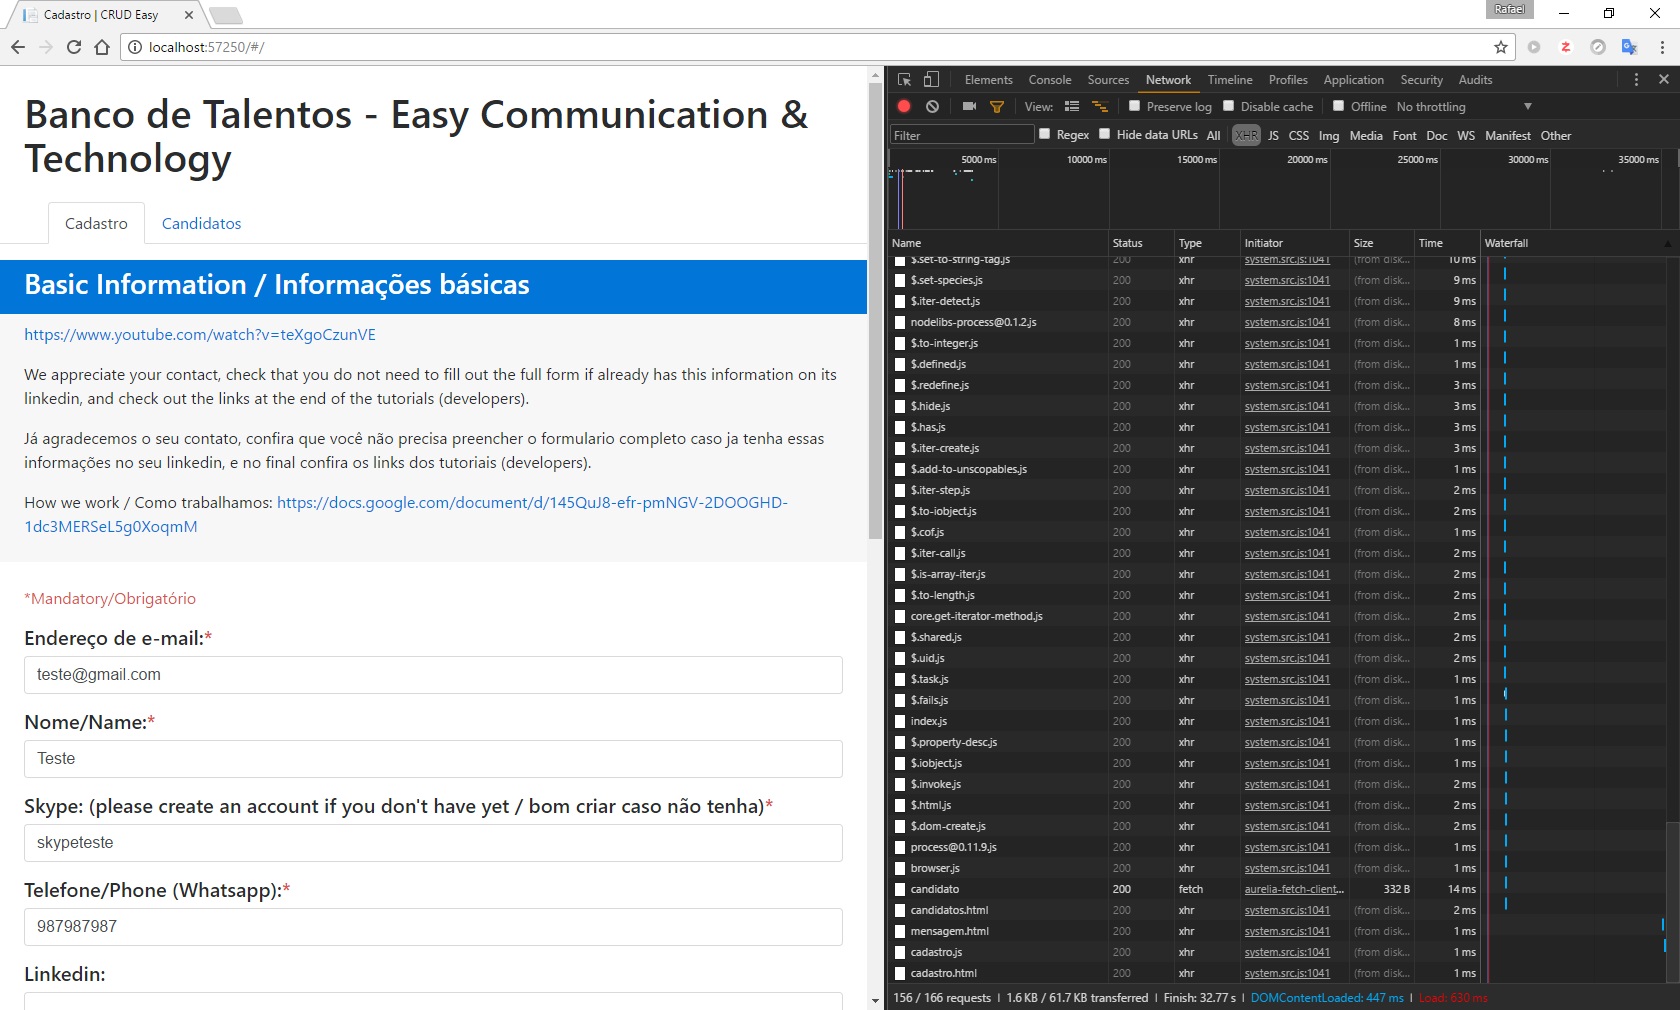 Cadastro | CRUD Easy
Rafael
localhost:57250/#/
Banco de Talentos - Easy Communication &
Technology
Cadastro Candidatos
Basic Information / Informações básicas
https://www.youtube.com/watch?v=teXgoCzunVE
We appreciate your contact, check that you do not need to fill out the full form if already has this information on its
linkedin, and check out the links at the end of the tutorials (developers).
Já agradecemos o seu contato, confira que você não precisa preencher o formulario completo caso ja tenha essas
informações no seu linkedin, e no final confira os links dos tutoriais (developers).
How we work / Como trabalhamos: https://docs.google.com/document/d/145QuJ8-efr-pmNGV-2DOOGHD-
1dc3MERSeL5g0XoqmM
*Mandatory/Obrigatório
Endereço de e-mail:*
teste@gmail.com
Nome/Name:*
Teste
Skype: (please create an account if you don't have yet / bom criar caso não tenha)*
skypeteste
Telefone/Phone (Whatsapp):*
987987987
Linkedin:
Elements Console Sources Network Timeline Profiles Application Security Audits
View: Preserve log Disable cache Offline No throttling
Filter Regex Hide data URLs All XHR JS CSS Img Media Font Doc WS Manifest Other
5000 ms 10000 ms 15000 ms 20000 ms 25000 ms 30000 ms 35000 ms
Name Status Type Initiator Size Time Waterfall
$.set-to-string-tag.js 200 xhr system.src.js:1041 (from disk... 10 ms
$.set-species.js 200 xhr system.src.js:1041 (from disk... 9 ms
$.iter-detect.js 200 xhr system.src.js:1041 (from disk... 9 ms
nodelibs-process@0.1.2.js 200 xhr system.src.js:1041 (from disk... 8 ms
$.to-integer.js 200 xhr system.src.js:1041 (from disk... 1 ms
$.defined.js 200 xhr system.src.js:1041 (from disk... 1 ms
$.redefine.js 200 xhr system.src.js:1041 (from disk... 3 ms
$.hide.js 200 xhr system.src.js:1041 (from disk... 3 ms
$.has.js 200 xhr system.src.js:1041 (from disk... 3 ms
$.iter-create.js 200 xhr system.src.js:1041 (from disk... 3 ms
$.add-to-unscopables.js 200 xhr system.src.js:1041 (from disk... 1 ms
$.iter-step.js 200 xhr system.src.js:1041 (from disk... 2 ms
$.to-iobject.js 200 xhr system.src.js:1041 (from disk... 2 ms
$.cof.js 200 xhr system.src.js:1041 (from disk... 1 ms
$.iter-call.js 200 xhr system.src.js:1041 (from disk... 2 ms
$.is-array-iter.js 200 xhr system.src.js:1041 (from disk... 2 ms
$.to-length.js 200 xhr system.src.js:1041 (from disk... 2 ms
core.get-iterator-method.js 200 xhr system.src.js:1041 (from disk... 2 ms
$.shared.js 200 xhr system.src.js:1041 (from disk... 2 ms
$.uid.js 200 xhr system.src.js:1041 (from disk... 2 ms
$.task.js 200 xhr system.src.js:1041 (from disk... 1 ms
$.fails.js 200 xhr system.src.js:1041 (from disk... 1 ms
index.js 200 xhr system.src.js:1041 (from disk... 1 ms
$.property-desc.js 200 xhr system.src.js:1041 (from disk... 1 ms
$.iobject.js 200 xhr system.src.js:1041 (from disk... 1 ms
$.invoke.js 200 xhr system.src.js:1041 (from disk... 2 ms
$.html.js 200 xhr system.src.js:1041 (from disk... 2 ms
$.dom-create.js 200 xhr system.src.js:1041 (from disk... 2 ms
process@0.11.9.js 200 xhr system.src.js:1041 (from disk... 1 ms
browser.js 200 xhr system.src.js:1041 (from disk... 1 ms
candidato 200 fetch aurelia-fetch-client... 332 B 14 ms
candidatos.html 200 xhr system.src.js:1041 (from disk... 2 ms
mensagem.html 200 xhr system.src.js:1041 (from disk... 1 ms
cadastro.js 200 xhr system.src.js:1041 (from disk... 1 ms
cadastro.html 200 xhr system.src.js:1041 (from disk... 1 ms
156 / 166 requests | 1.6 KB / 61.7 KB transferred | Finish: 32.77 s | DOMContentLoaded: 447 ms | Load: 630 ms